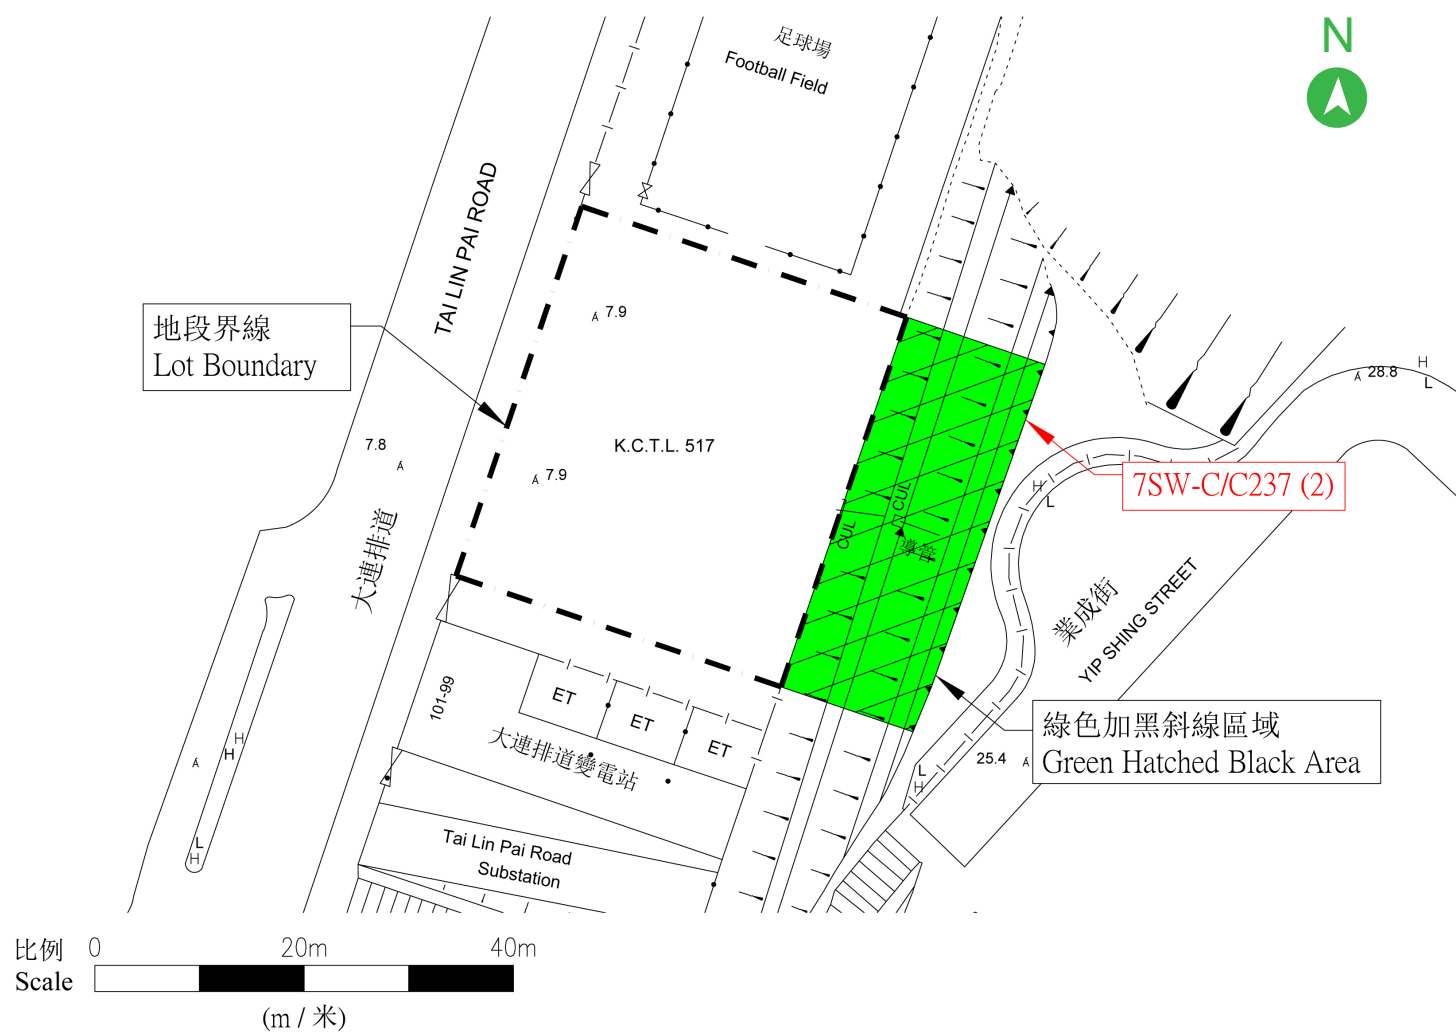 足球場
Football Field
N
TAI LIN PAI ROAD
地段界線
Lot Boundary
7.9
7.9
7.8
K.C.T.L. 517
28.8
H
L
7SW-C/C237 (2)
H
L
CUL
CUL
導管
大連排道
業成街
YIP SHING STREET
綠色加黑斜線區域
Green Hatched Black Area
25.4
L
H
101-99
ET
ET
ET
大連排道變電站
H
H
L
H
Tai Lin Pai Road
Substation
比例
Scale
0
20m
40m
(m / 米)